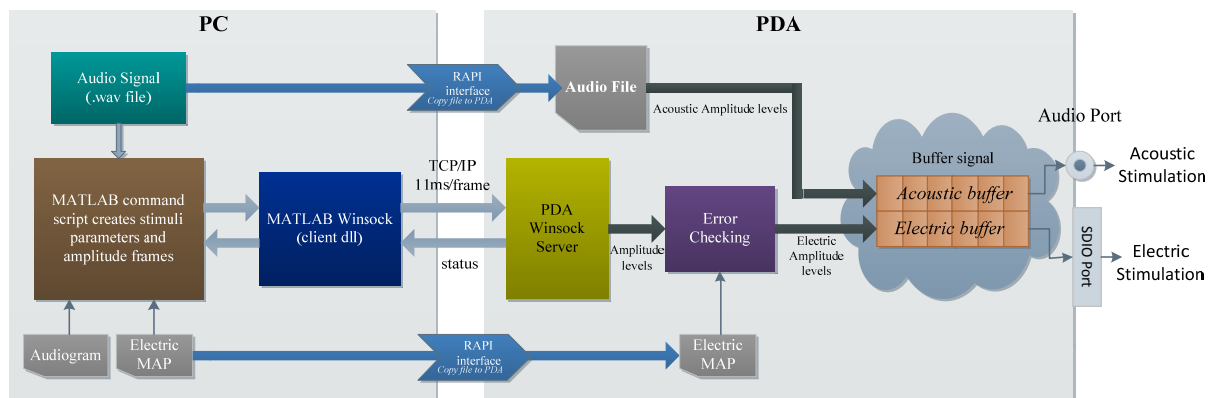 PC
PDA
Audio Signal
(.wav file)
RAPI
interface
Copy file to PDA
Audio File
Acoustic Amplitude levels
Audio Port
Buffer signal
Acoustic
Stimulation
MATLAB command
script creates stimuli
parameters and
amplitude frames
MATLAB Winsock
(client dll)
TCP/IP
11ms/frame
status
PDA
Winsock
Server
Amplitude
levels
Error
Checking
Electric
Amplitude
levels
Acoustic buffer
Electric buffer
SDIO Port
Electric
Stimulation
Audiogram
Electric
MAP
RAPI
interface
Copy file to PDA
Electric
MAP